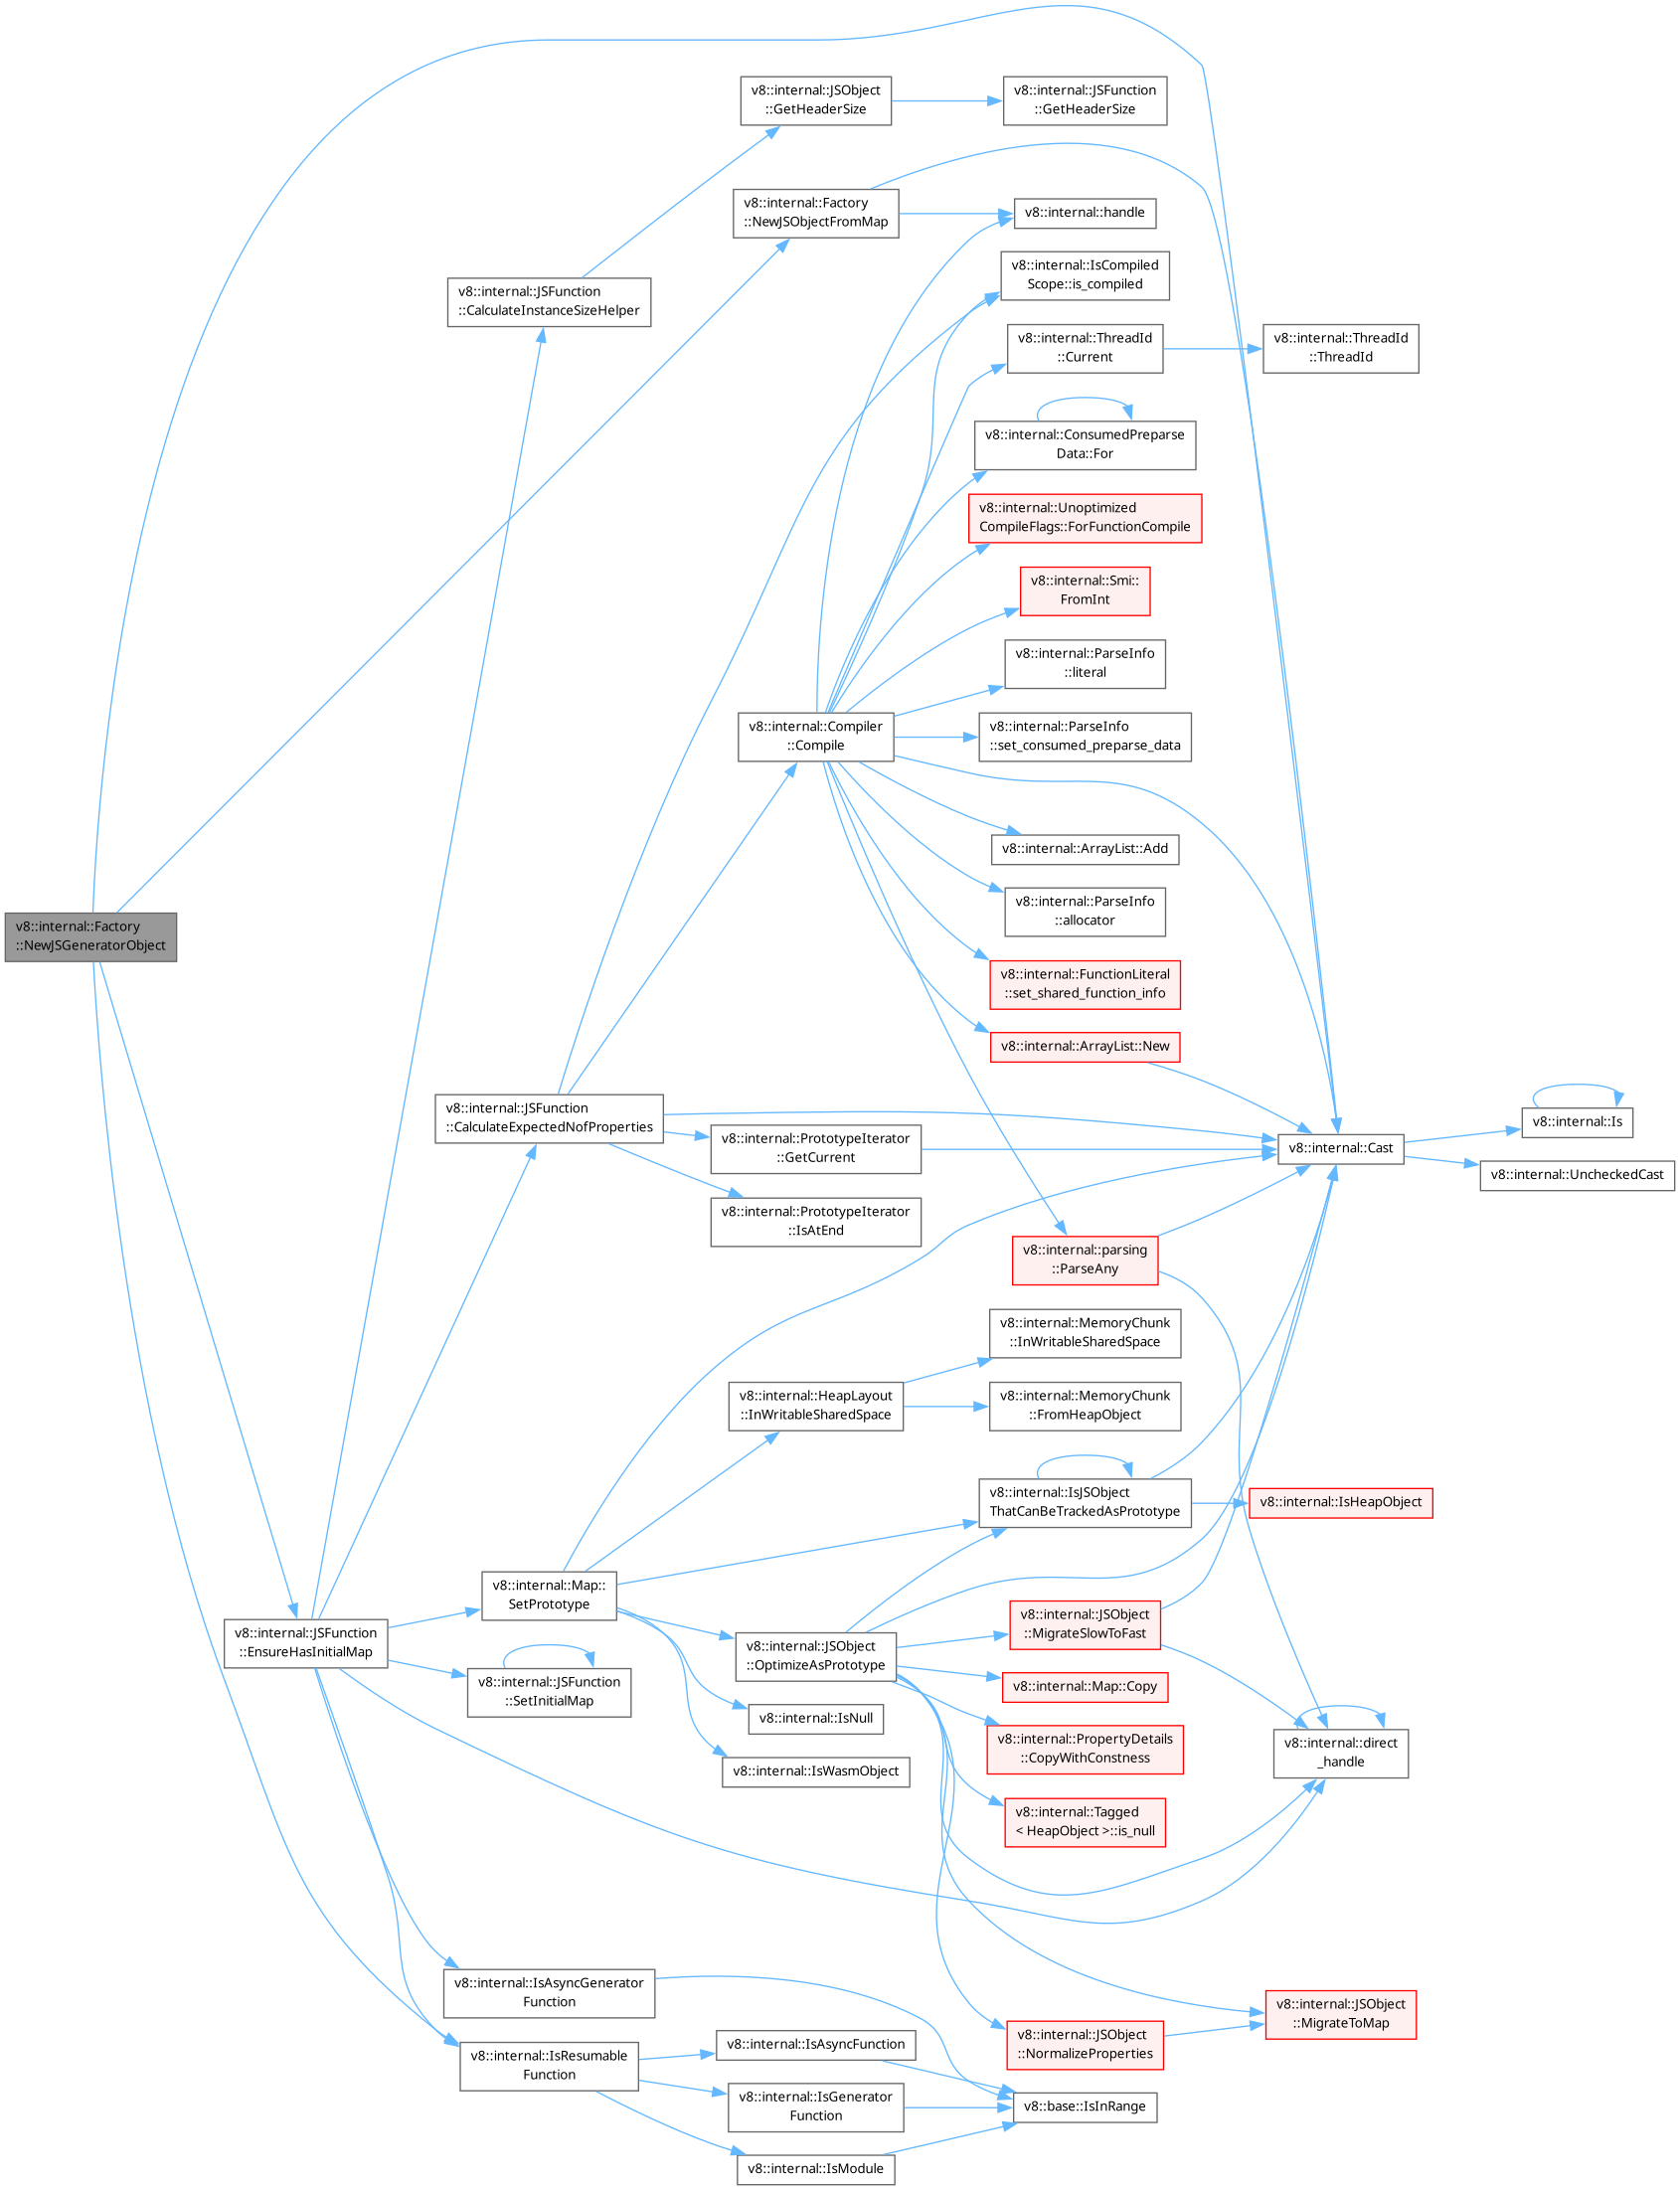 v8::internal::Factory
::NewJSGeneratorObject
v8::internal::JSFunction
::EnsureHasInitialMap
v8::internal::JSFunction
::CalculateInstanceSizeHelper
v8::internal::JSFunction
::CalculateExpectedNofProperties
v8::internal::Map::
SetPrototype
v8::internal::JSFunction
::SetInitialMap
v8::internal::IsAsyncGenerator
Function
v8::internal::IsResumable
Function
v8::internal::JSObject
::GetHeaderSize
v8::internal::Factory
::NewJSObjectFromMap
v8::internal::Compiler
::Compile
v8::internal::PrototypeIterator
::GetCurrent
v8::internal::PrototypeIterator
::IsAtEnd
v8::internal::HeapLayout
::InWritableSharedSpace
v8::internal::JSObject
::OptimizeAsPrototype
v8::internal::IsNull
v8::internal::IsWasmObject
v8::internal::IsAsyncFunction
v8::internal::IsGenerator
Function
v8::internal::IsModule
v8::internal::JSFunction
::GetHeaderSize
v8::internal::handle
v8::internal::IsCompiled
Scope::is_compiled
v8::internal::ThreadId
::Current
v8::internal::ConsumedPreparse
Data::For
v8::internal::Unoptimized
CompileFlags::ForFunctionCompile
v8::internal::Smi::
FromInt
v8::internal::ParseInfo
::literal
v8::internal::ParseInfo
::set_consumed_preparse_data
v8::internal::ArrayList::Add
v8::internal::ParseInfo
::allocator
v8::internal::FunctionLiteral
::set_shared_function_info
v8::internal::ArrayList::New
v8::internal::parsing
::ParseAny
v8::internal::MemoryChunk
::InWritableSharedSpace
v8::internal::MemoryChunk
::FromHeapObject
v8::internal::IsJSObject
ThatCanBeTrackedAsPrototype
v8::internal::JSObject
::MigrateSlowToFast
v8::internal::Map::Copy
v8::internal::PropertyDetails
::CopyWithConstness
v8::internal::Tagged
< HeapObject >::is_null
v8::internal::JSObject
::NormalizeProperties
v8::base::IsInRange
v8::internal::ThreadId
::ThreadId
v8::internal::Cast
v8::internal::IsHeapObject
v8::internal::direct
_handle
v8::internal::JSObject
::MigrateToMap
v8::internal::Is
v8::internal::UncheckedCast